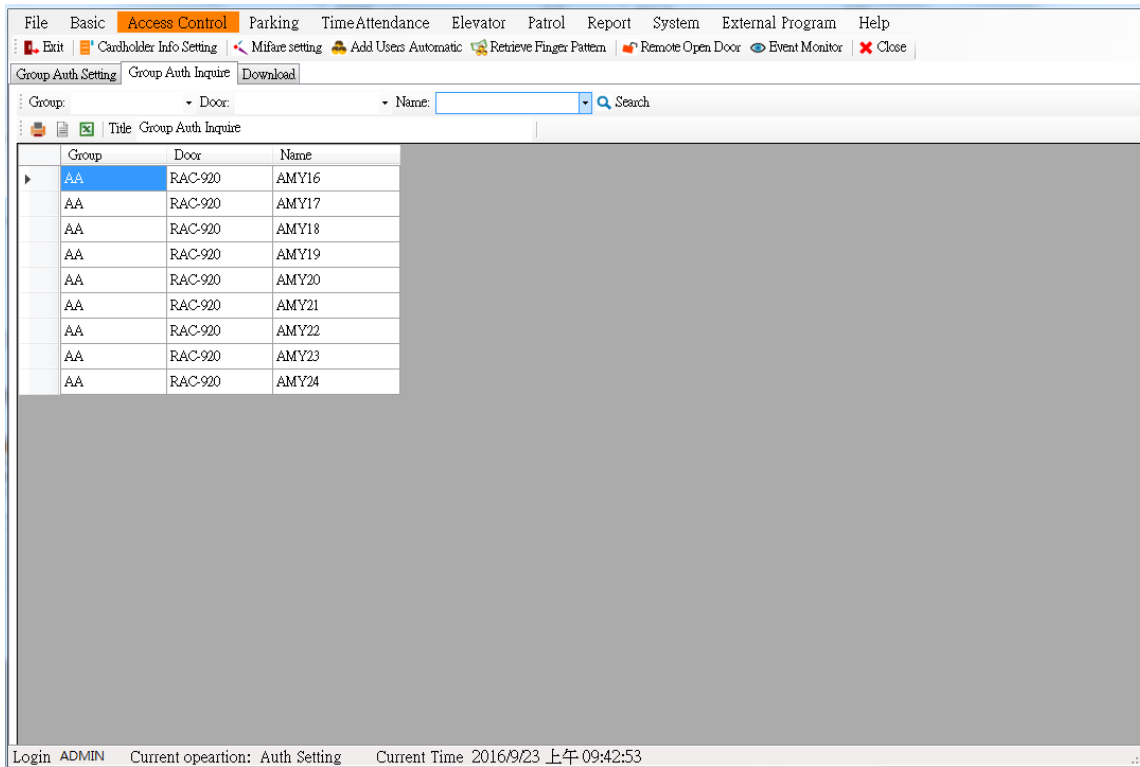 File Basic Access Control Parking TimeAttendance Elevator Patrol Report System External Program Help
Exit Cardholder Info Setting Mifare setting Add Users Automatic Retrieve Finger Pattern Remote Open Door Event Monitor Close
Group Auth Setting Group Auth Inquire Download
Group: Door: Name: Search
Title Group Auth Inquire
Group Door Name
AA RAC-920 AMY16
AA RAC-920 AMY17
AA RAC-920 AMY18
AA RAC-920 AMY19
AA RAC-920 AMY20
AA RAC-920 AMY21
AA RAC-920 AMY22
AA RAC-920 AMY23
AA RAC-920 AMY24
Login ADMIN Current opeartion: Auth Setting Current Time 2016/9/23 上午 09:42:53